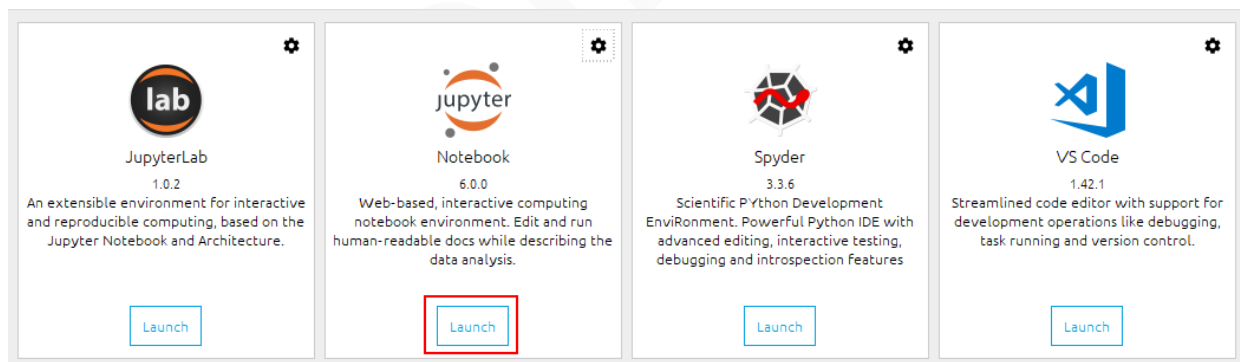 lab
JupyterLab
1.0.2
An extensible environment for interactive
and reproducible computing, based on the
Jupyter Notebook and Architecture.
Launch
jupyter
Notebook
6.0.0
Web-based, interactive computing
notebook environment. Edit and run
human-readable docs while describing the
data analysis.
Launch
Spyder
3.3.6
Scientific PYthon Development
EnviRonment. Powerful Python IDE with
advanced editing, interactive testing,
debugging and introspection features
Launch
VS Code
1.42.1
Streamlined code editor with support for
development operations like debugging,
task running and version control.
Launch